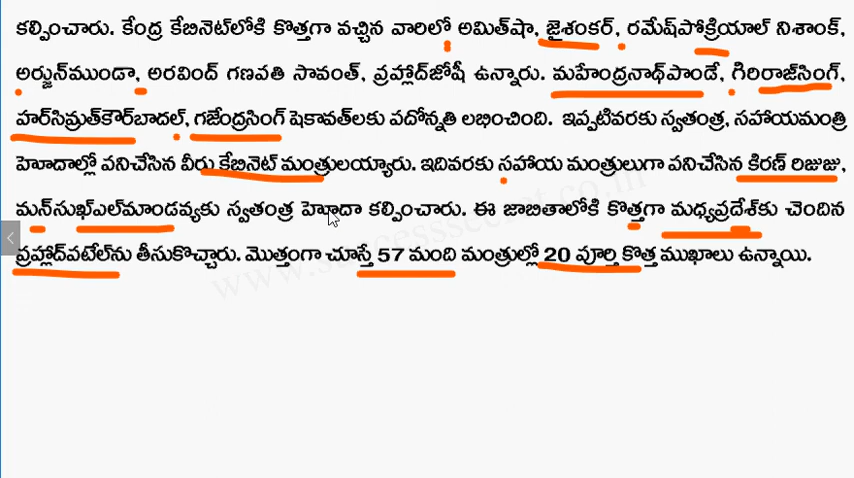 కల్పించారు. కేంద్ర కేబినెట్‌లోకి కొత్తగా వచ్చిన వారిలో అమిత్‌షా, జైశంకర్, రమేష్‌పోక్రియాల్ నిశాంక్,
అర్జున్‌ముండా, అరవింద్ గణపతి సావంత్, ప్రహ్లాద్‌జోషీ ఉన్నారు. మహేంద్రనాథ్‌పాండే, గిరిరాజ్‌సింగ్,
హర్‌సిమ్రత్‌కౌర్‌బాదల్, గజేంద్రసింగ్ షెకావత్‌లకు పదోన్నతి లభించింది. ఇప్పటివరకు స్వతంత్ర, సహాయమంత్రి
హెూదాల్లో పనిచేసిన వీరు కేబినెట్ మంత్రులయ్యారు. ఇదివరకు సహాయ మంత్రులుగా పనిచేసిన కిరణ్ రిజుజు,
మన్‌సుఖ్‌ఎల్‌మాండవ్యకు స్వతంత్ర హెూదా కల్పించారు. ఈ జాబితాలోకి కొత్తగా మధ్యప్రదేశ్‌కు చెందిన
ప్రహ్లాద్‌పటేల్‌ను తీసుకొచ్చారు. మొత్తంగా చూస్తే 57 మంది మంత్రుల్లో 20 పూర్తి కొత్త ముఖాలు ఉన్నాయి.